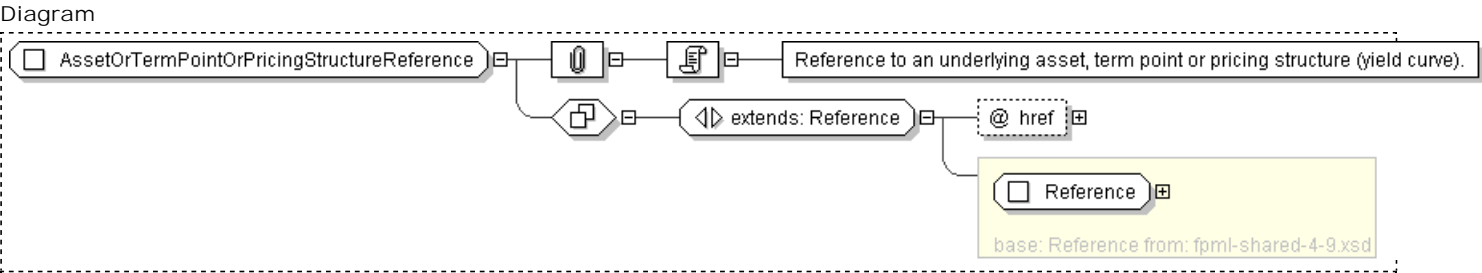 Diagram
AssetOrTermPointOrPricingStructureReference
Reference to an underlying asset, term point or pricing structure (yield curve).
extends: Reference
@ href
Reference
base: Reference from: fpml-shared-4-9.xsd